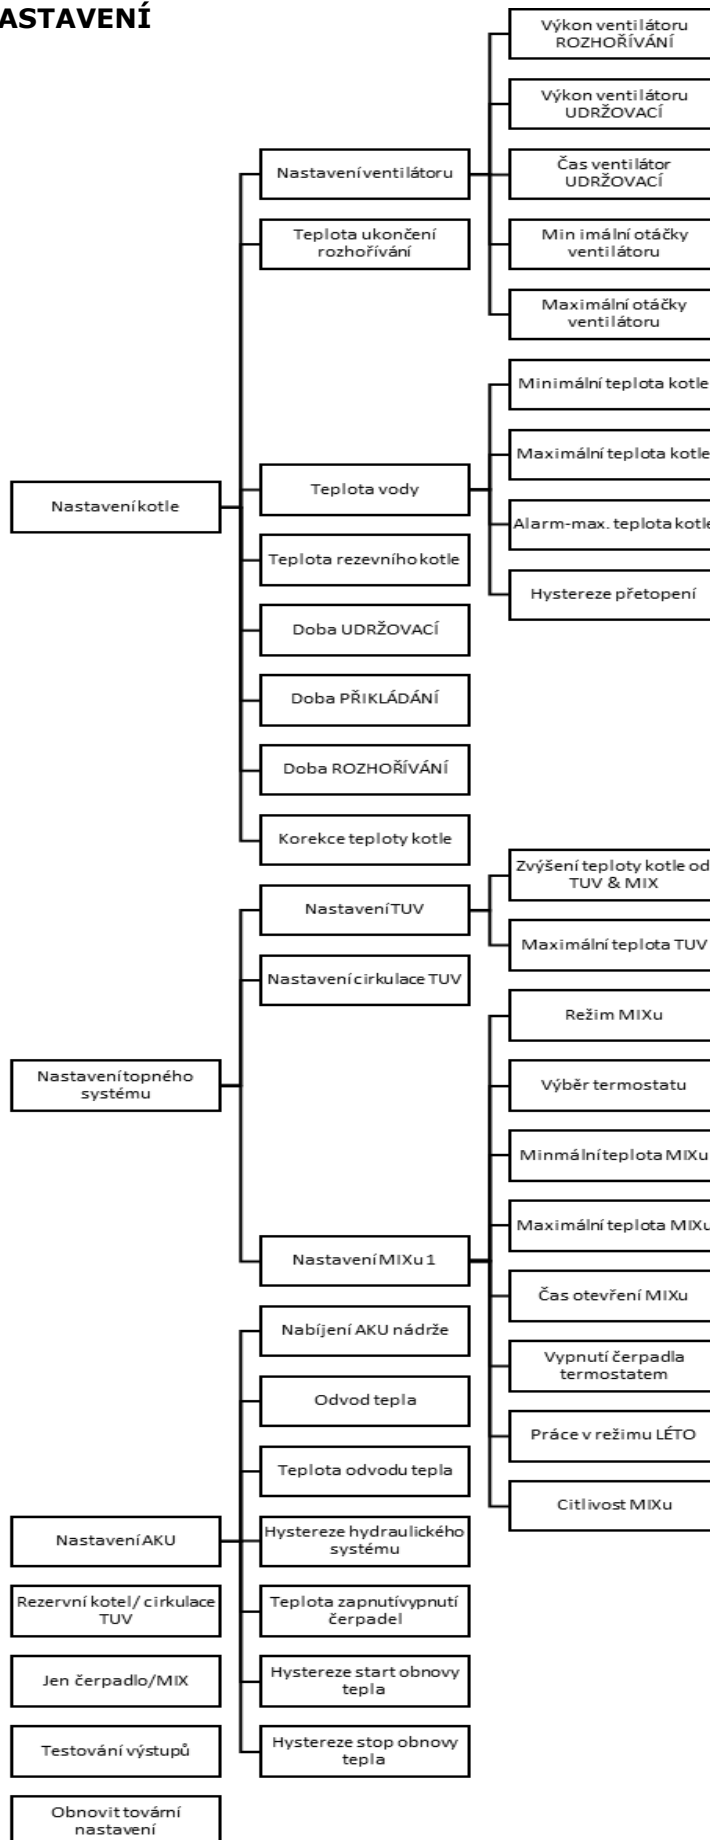 ASTAVENÍ
Výkon ventilátoru
ROZHOŘÍVÁNÍ
Výkon ventilátoru
UDRŽOVACÍ
Nastavení ventilátoru
Čas ventilátor
UDRŽOVACÍ
Teplota ukončení
rozhořívání
Min imální otáčky
ventilátoru
Maximální otáčky
ventilátoru
Minimální teplota kotle
Maximální teplota kotle
Nastavení kotle
Teplota vody
Alarm-max. teplota kotle
Teplota rezevního kotle
Hystereze přetopení
Doba UDRŽOVACÍ
Doba PŘIKLÁDÁNÍ
Doba ROZHOŘÍVÁNÍ
Korekce teploty kotle
Zvýšení teploty kotle od
TUV & MIX
Nastavení TUV
Maximální teplota TUV
Nastavení cirkulace TUV
Režim MIXu
Nastavení topného
systému
Výběr termostatu
Minmální teplota MIXu
Maximální teplota MIXu
Nastavení MIXu 1
Čas otevření MIXu
Nabíjení AKU nádrže
Vypnutí čerpadla
termostatem
Odvod tepla
Práce v režimu LÉTO
Teplota odvodu tepla
Citlivost MIXu
Nastavení AKU
Hystereze hydraulického
systému
Rezervní kotel/ cirkulace
TUV
Teplota zapnutívypnutí
čerpadel
Jen čerpadlo/MIX
Hystereze start obnovy
tepla
Testování výstupů
Hystereze stop obnovy
tepla
Obnovit tovární
nastavení